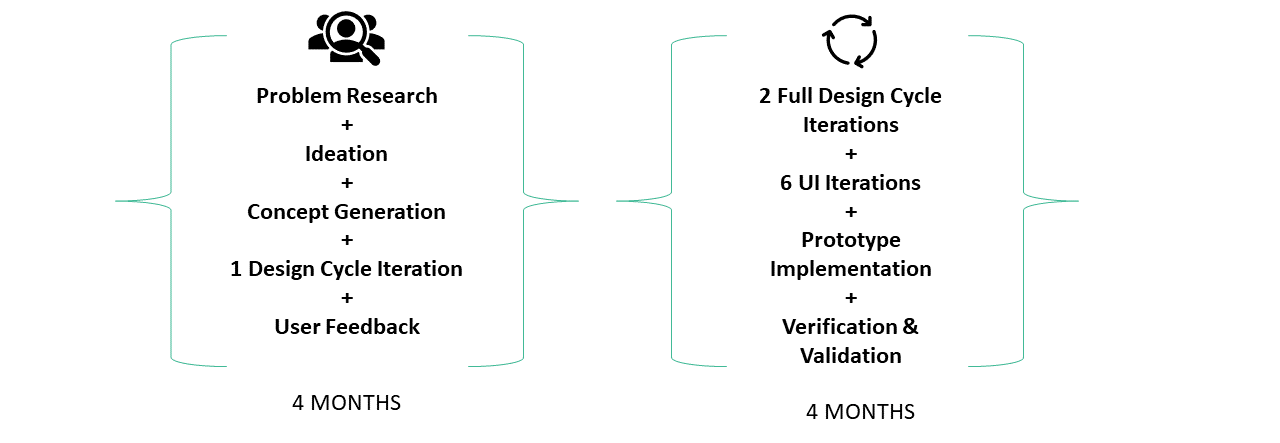 Problem Research
+
Ideation
+
Concept Generation
+
1 Design Cycle Iteration
+
User Feedback
4 MONTHS
2 Full Design Cycle
Iterations
+
6 UI Iterations
+
Prototype
Implementation
+
Verification &
Validation
4 MONTHS